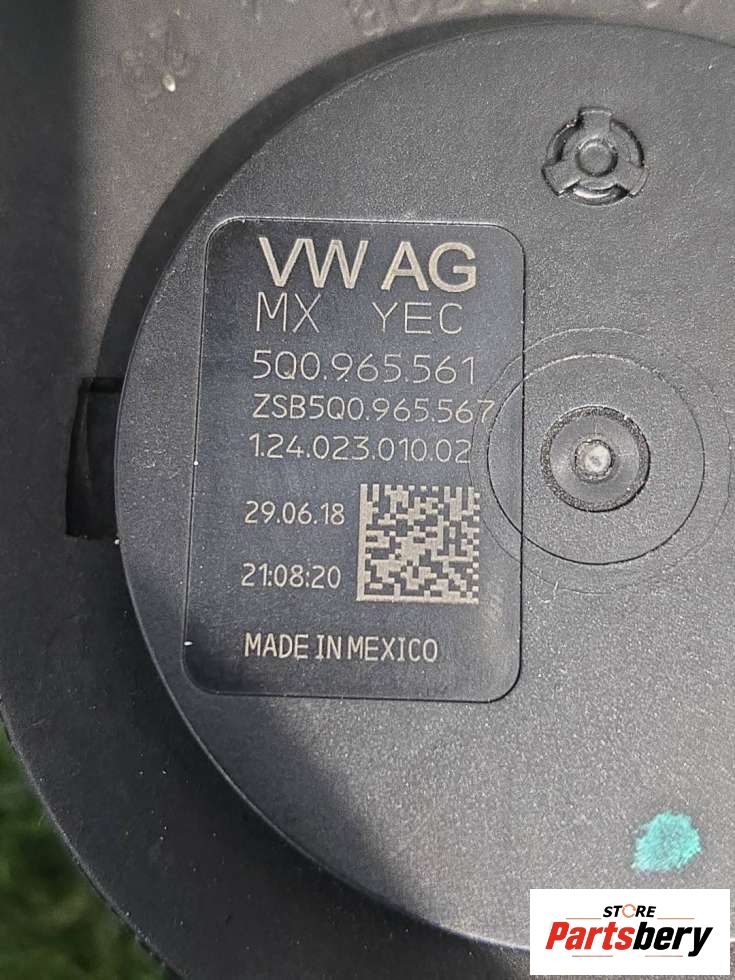 VW AG
MX YEC
5Q0.965.561
ZSB5Q0.965.567
1.24.023.010.02
29.06.18
21:08:20
MADE IN MEXICO
STORE
Partsbery